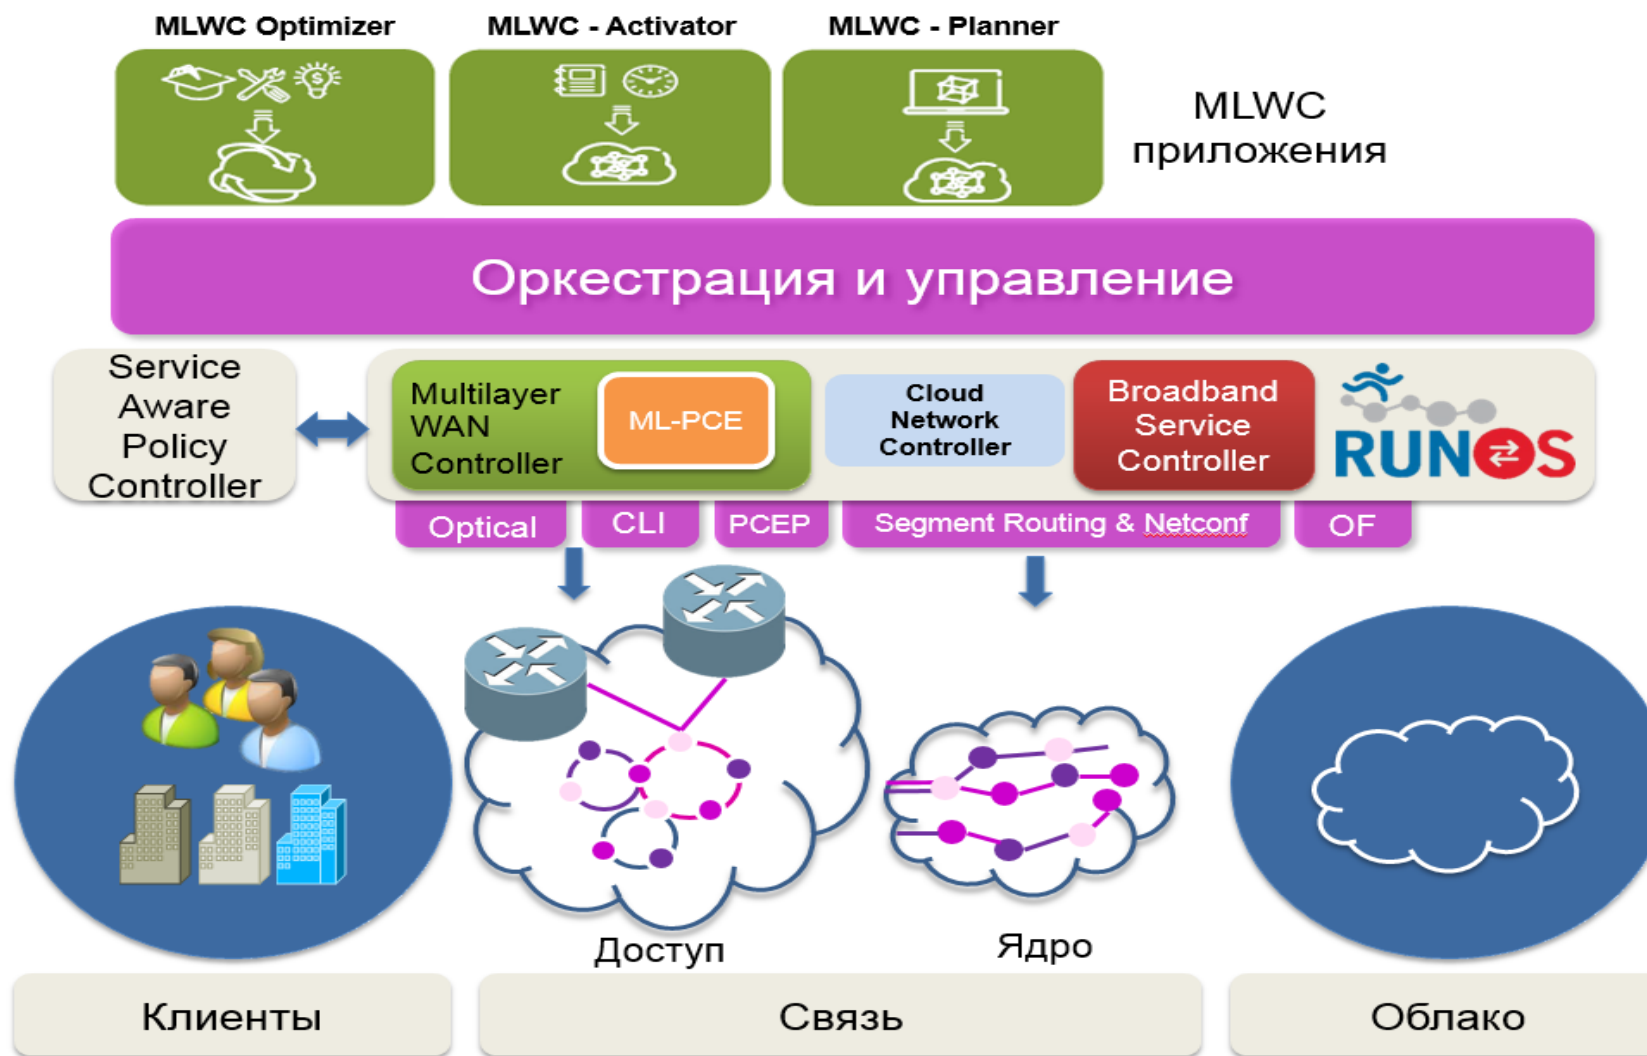 MLWC Optimizer
MLWC - Activator
MLWC - Planner
MLWC
приложения
Оркестрация и управление
Service
Aware
Policy
Controller
Multilayer
WAN
Controller
ML-PCE
Cloud
Network
Controller
Broadband
Service
Controller
RUNOS
Optical
CLI
PCEP
Segment Routing & Netconf
OF
Доступ
Ядро
Клиенты
Связь
Облако